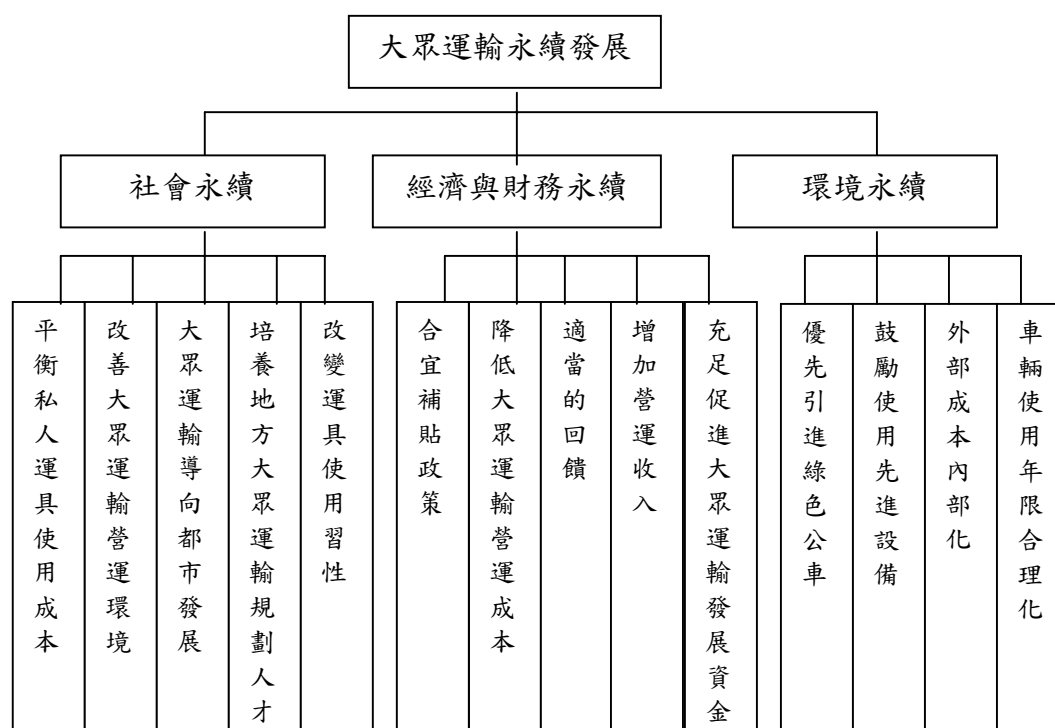 大眾運輸永續發展
社會永續
經濟與財務永續
環境永續
平衡私人運具使用成本
改善大眾運輸營運環境
大眾運輸導向都市發展
培養地方大眾運輸規劃人才
改變運具使用習性
合宜補貼政策
降低大眾運輸營運成本
適當的回饋
增加營運收入
充足促進大眾運輸發展資金
優先引進綠色公車
鼓勵使用先進設備
外部成本內部化
車輛使用年限合理化